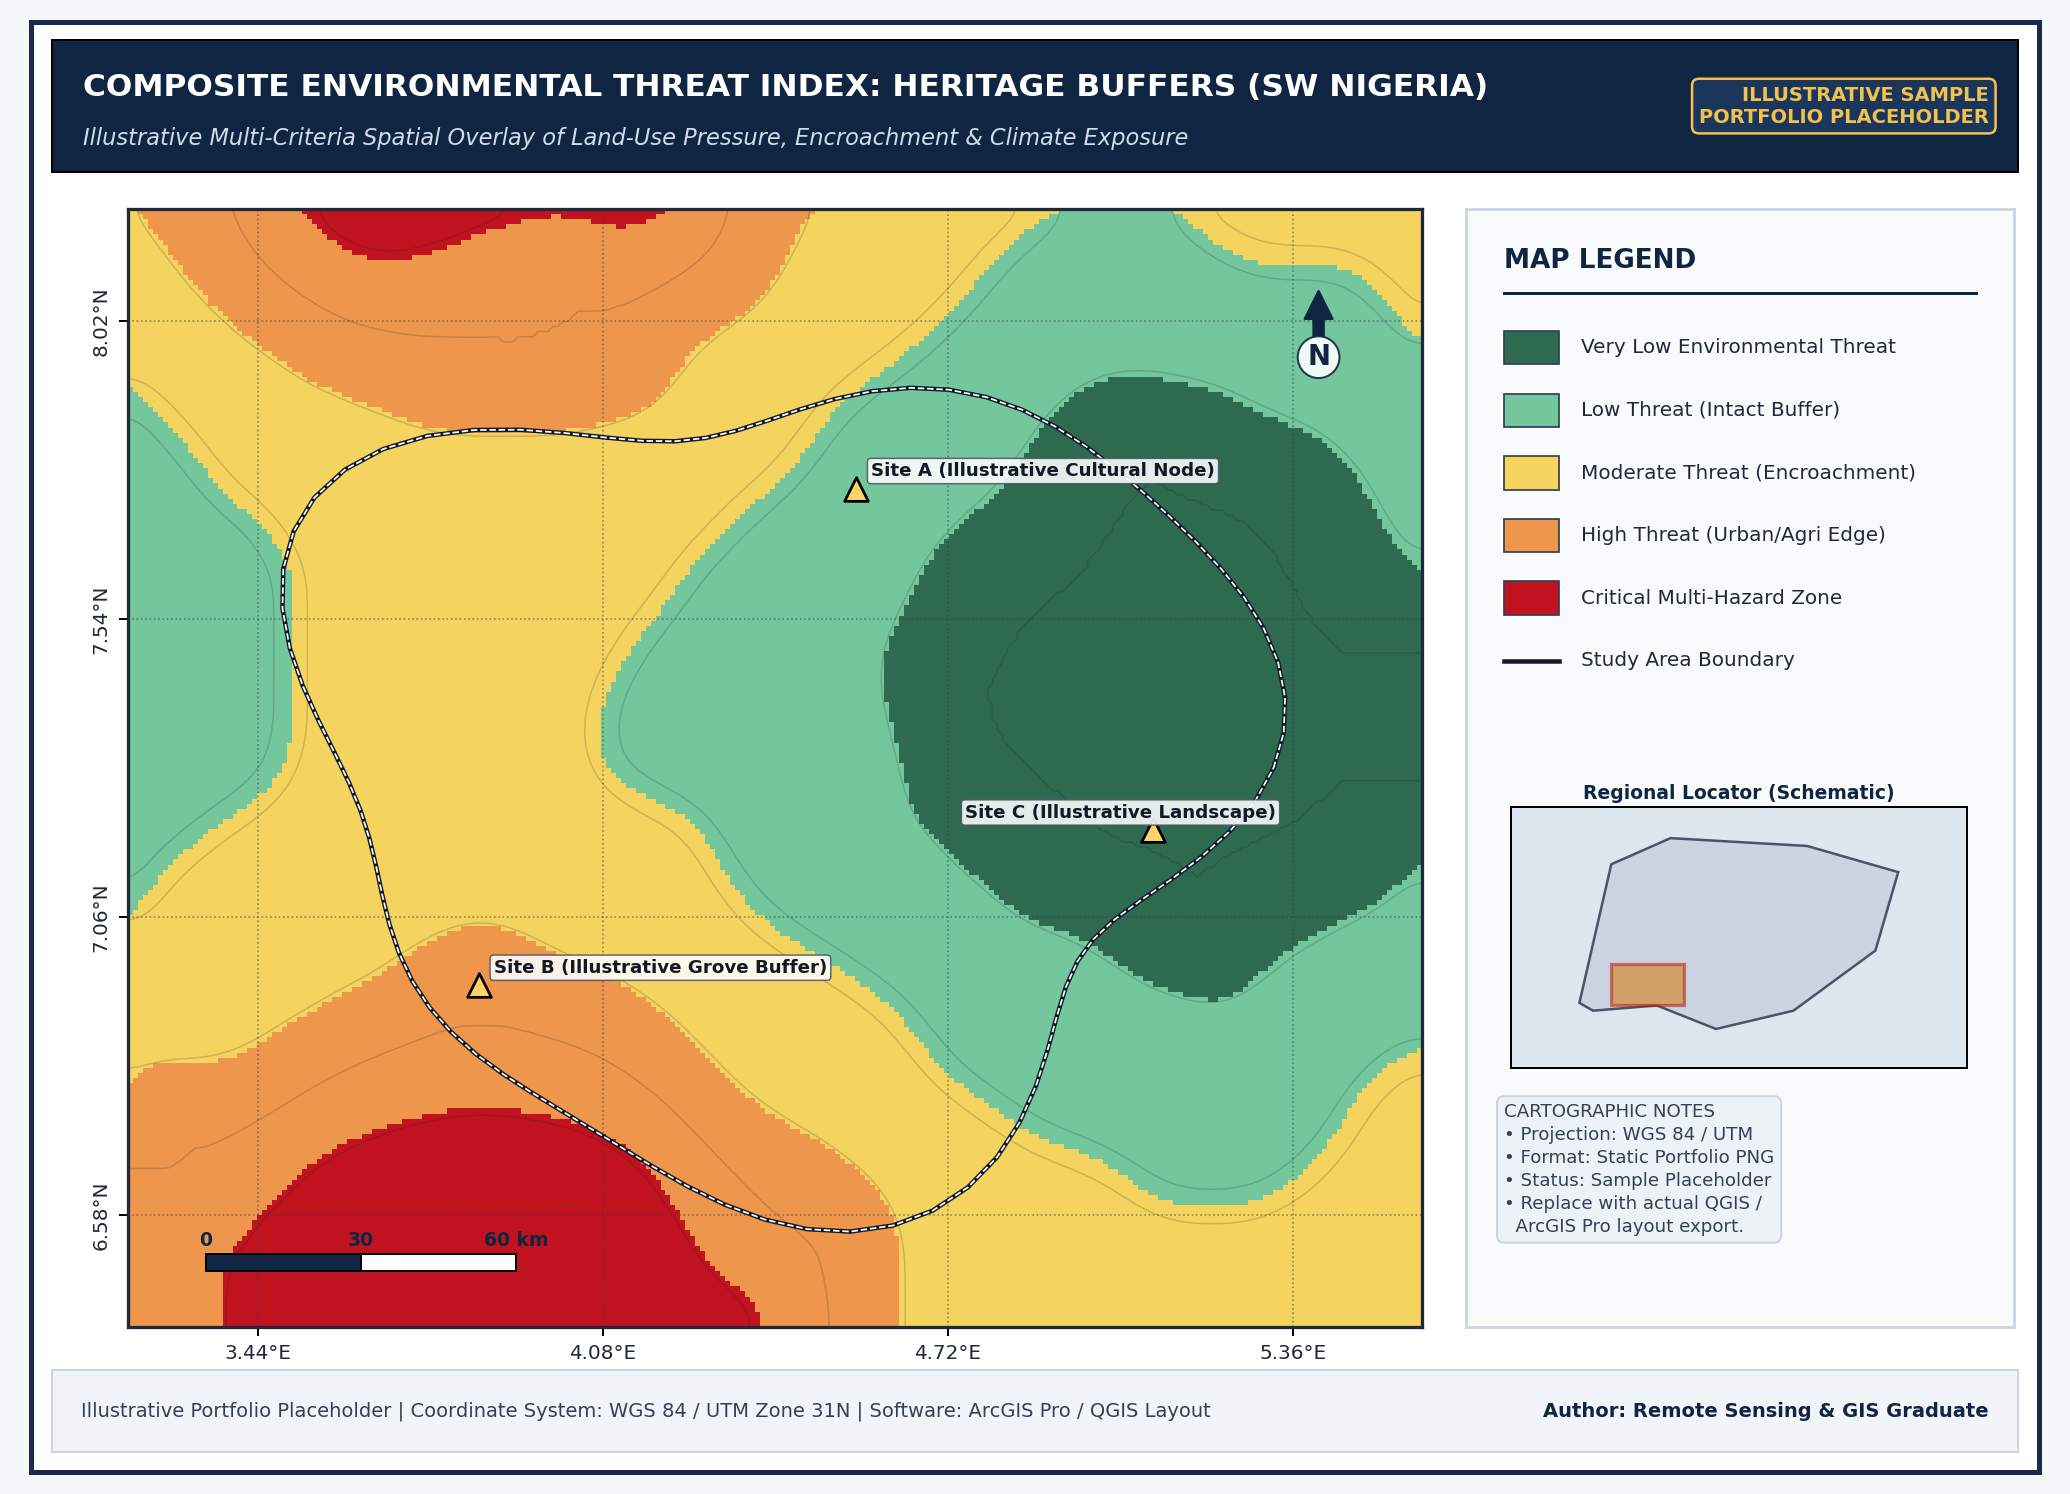 COMPOSITE ENVIRONMENTAL THREAT INDEX: HERITAGE BUFFERS (SW NIGERIA)
Illustrative Multi-Criteria Spatial Overlay of Land-Use Pressure, Encroachment & Climate Exposure
ILLUSTRATIVE SAMPLE
PORTFOLIO PLACEHOLDER
8.02°N
7.54°N
7.06°N
6.58°N
N
Site A (Illustrative Cultural Node)
Site C (Illustrative Landscape)
Site B (Illustrative Grove Buffer)
0 30 60 km
3.44°E 4.08°E 4.72°E 5.36°E
MAP LEGEND
Very Low Environmental Threat
Low Threat (Intact Buffer)
Moderate Threat (Encroachment)
High Threat (Urban/Agri Edge)
Critical Multi-Hazard Zone
Study Area Boundary
Regional Locator (Schematic)
CARTOGRAPHIC NOTES
• Projection: WGS 84 / UTM
• Format: Static Portfolio PNG
• Status: Sample Placeholder
• Replace with actual QGIS /
ArcGIS Pro layout export.
Illustrative Portfolio Placeholder | Coordinate System: WGS 84 / UTM Zone 31N | Software: ArcGIS Pro / QGIS Layout
Author: Remote Sensing & GIS Graduate